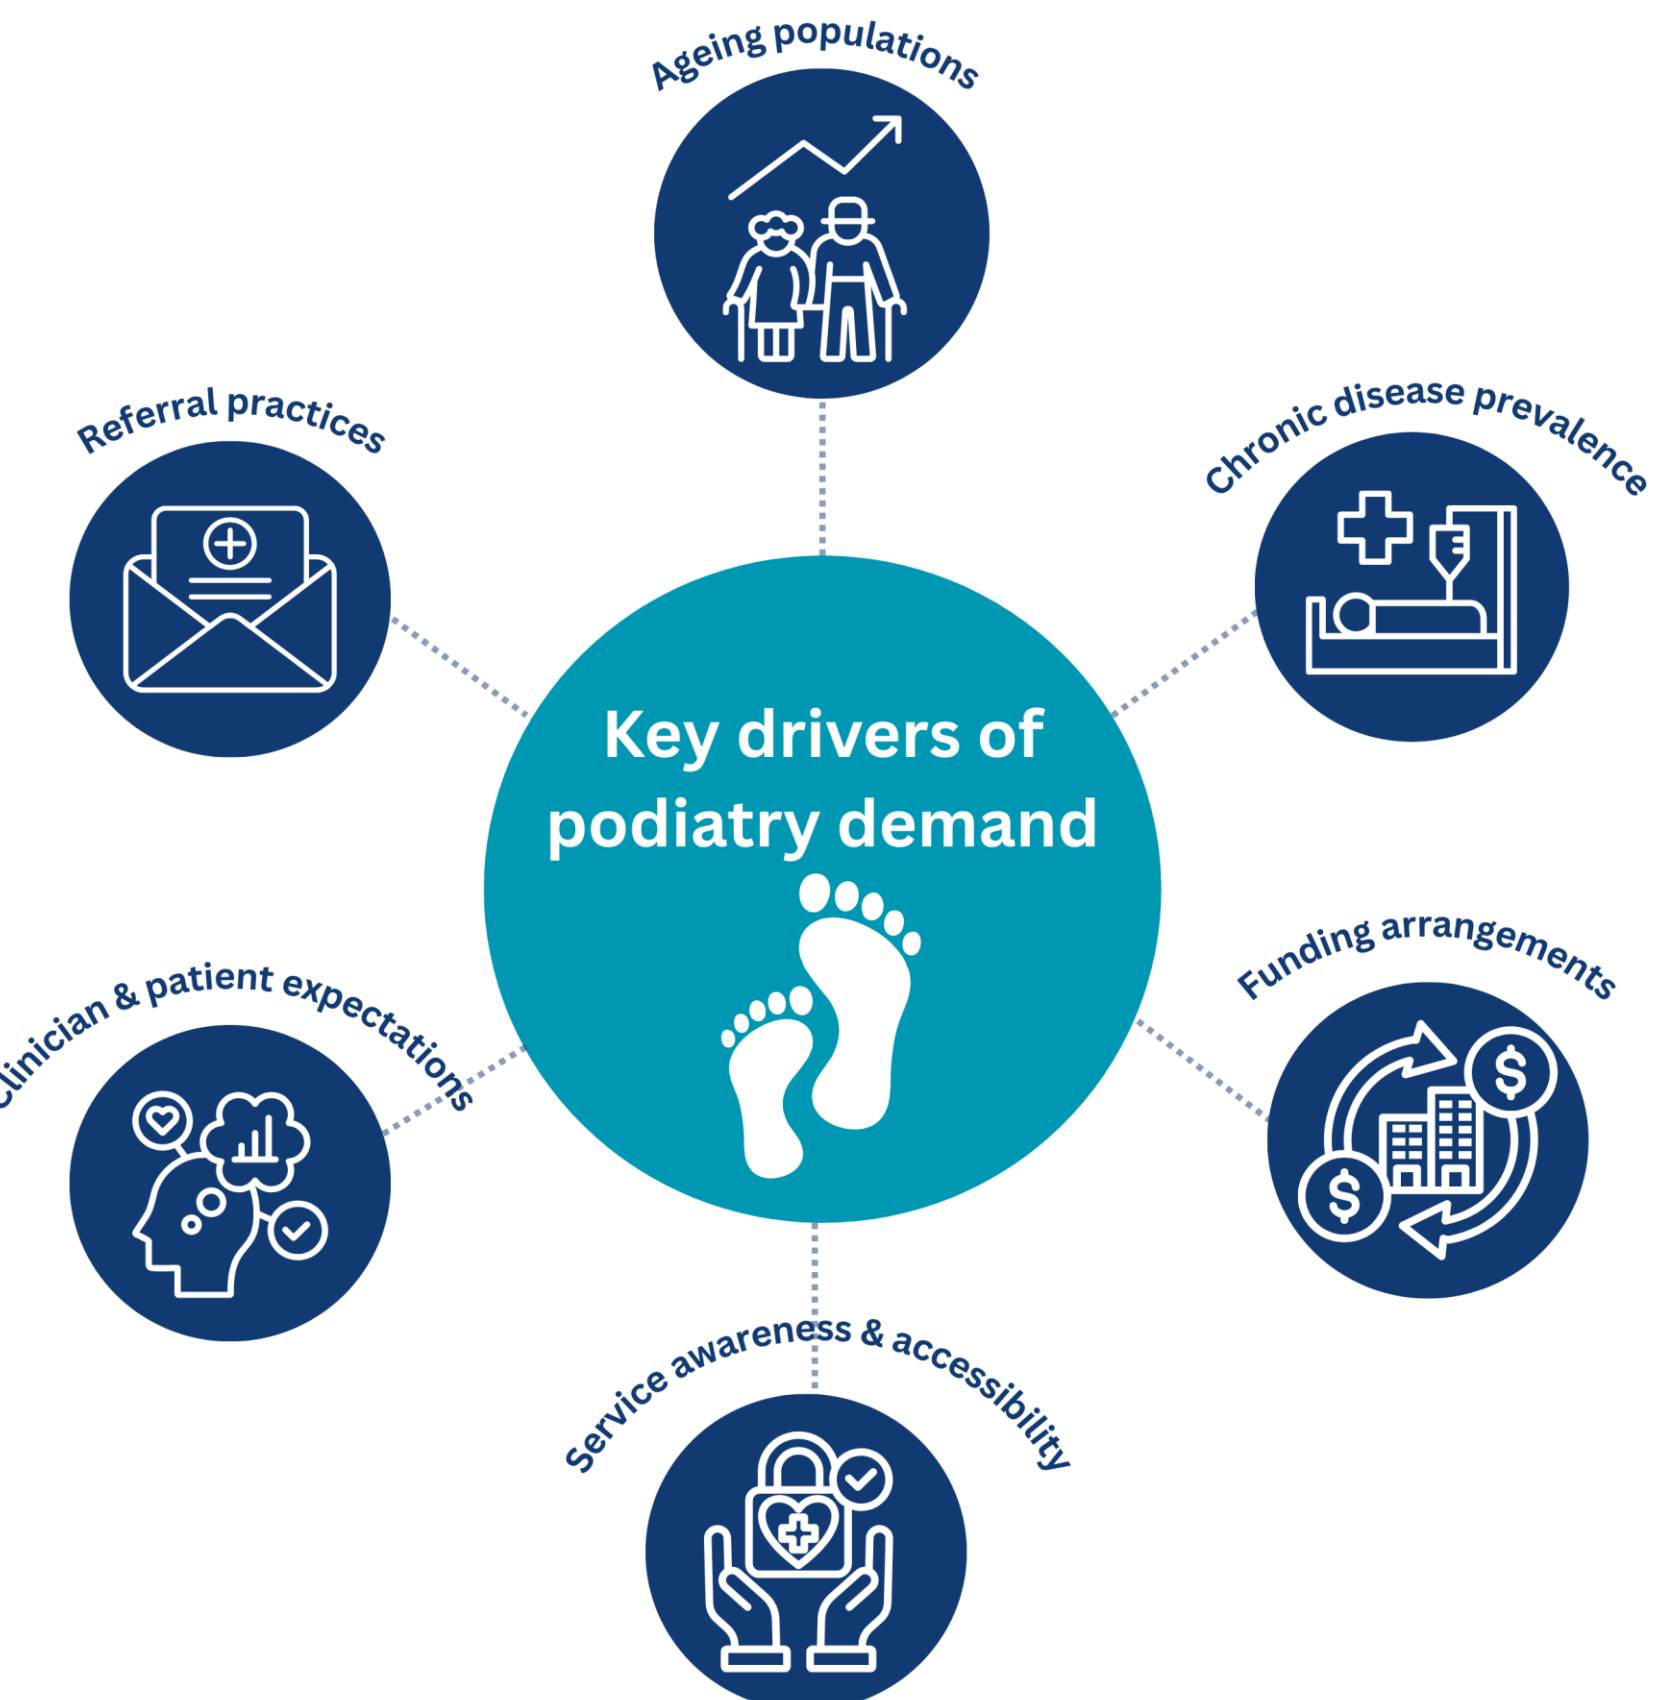 Ageing populations
Referral practices
Chronic disease prevalence
Key drivers of
podiatry demand
Funding arrangements
Clinician & patient expectations
Service awareness & accessibility
$
$